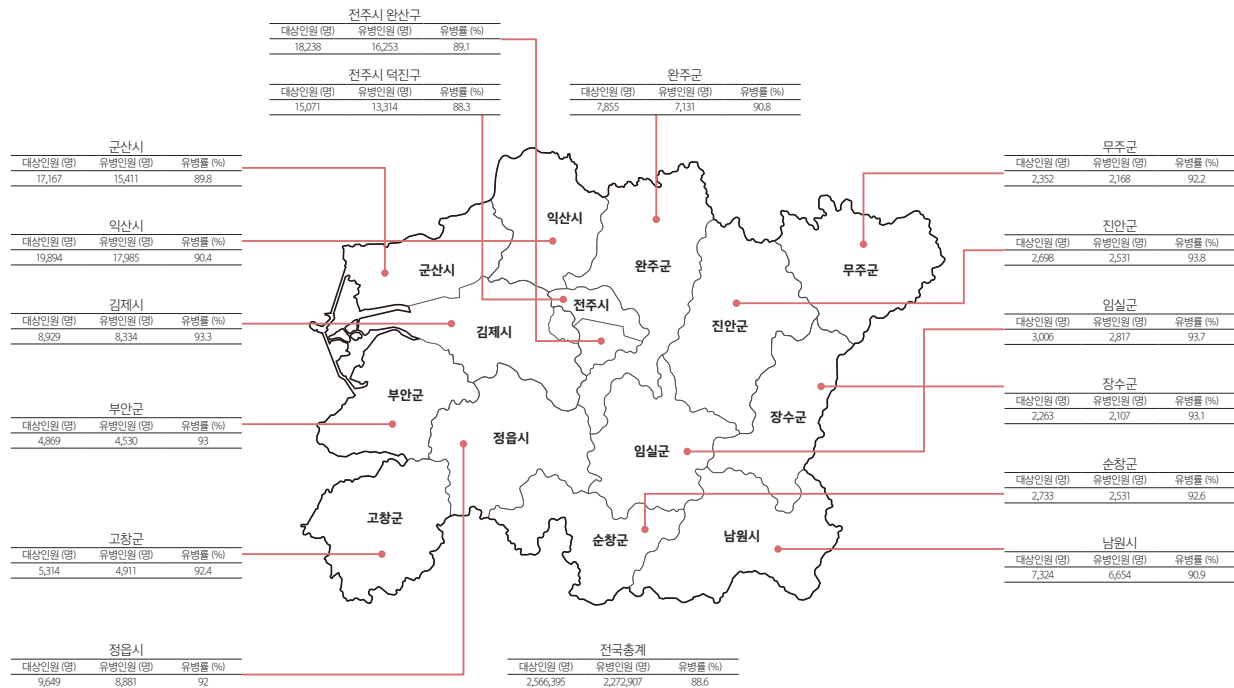 전주시 완산구
대상인원 (명) 유병인원 (명) 유병률 (%)
18,238 16,253 89.1
전주시 덕진구
대상인원 (명) 유병인원 (명) 유병률 (%)
15,071 13,314 88.3
완주군
대상인원 (명) 유병인원 (명) 유병률 (%)
7,855 7,131 90.8
군산시
대상인원 (명) 유병인원 (명) 유병률 (%)
17,167 15,411 89.8
익산시
대상인원 (명) 유병인원 (명) 유병률 (%)
19,894 17,985 90.4
김제시
대상인원 (명) 유병인원 (명) 유병률 (%)
8,929 8,334 93.3
부안군
대상인원 (명) 유병인원 (명) 유병률 (%)
4,869 4,530 93
고창군
대상인원 (명) 유병인원 (명) 유병률 (%)
5,314 4,911 92.4
정읍시
대상인원 (명) 유병인원 (명) 유병률 (%)
9,649 8,881 92
익산시
완주군
군산시
무주군
전주시
김제시
진안군
부안군
장수군
정읍시
임실군
고창군
순창군
남원시
무주군
대상인원 (명) 유병인원 (명) 유병률 (%)
2,352 2,168 92.2
진안군
대상인원 (명) 유병인원 (명) 유병률 (%)
2,698 2,531 93.8
임실군
대상인원 (명) 유병인원 (명) 유병률 (%)
3,006 2,817 93.7
장수군
대상인원 (명) 유병인원 (명) 유병률 (%)
2,263 2,107 93.1
순창군
대상인원 (명) 유병인원 (명) 유병률 (%)
2,733 2,531 92.6
남원시
대상인원 (명) 유병인원 (명) 유병률 (%)
7,324 6,654 90.9
전국총계
대상인원 (명) 유병인원 (명) 유병률 (%)
2,566,395 2,272,907 88.6